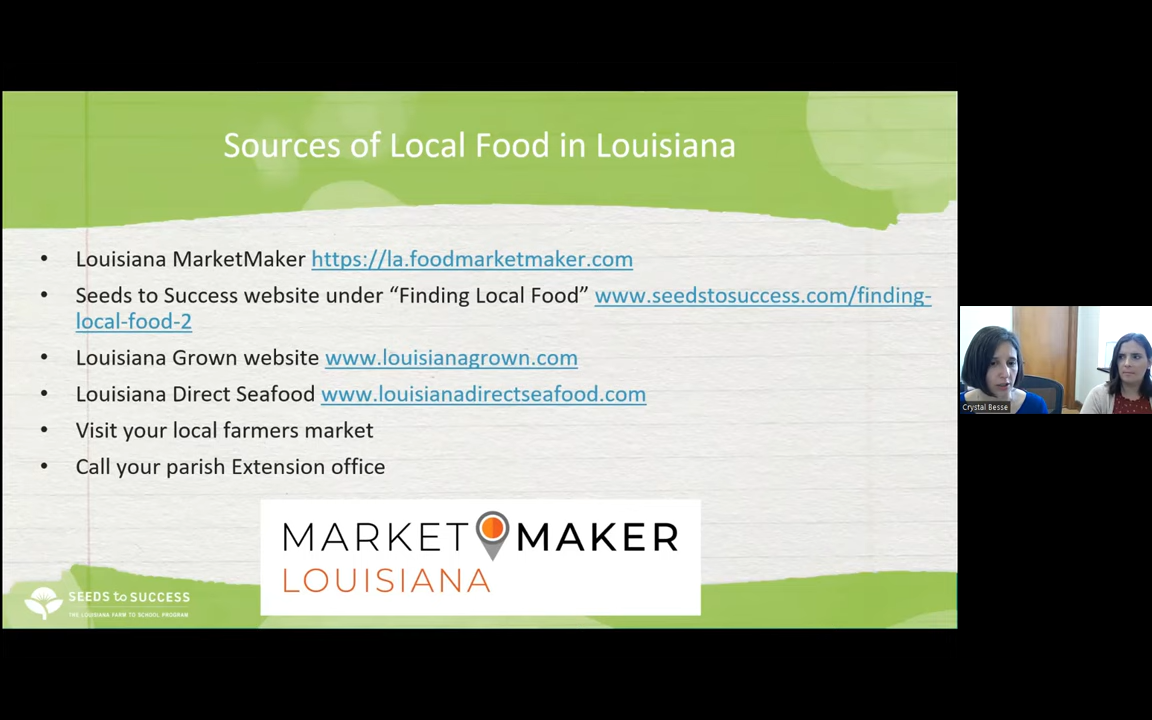 Sources of Local Food in Louisiana
• Louisiana MarketMaker https://la.foodmarketmaker.com
• Seeds to Success website under “Finding Local Food” www.seedstosuccess.com/finding-
local-food-2
• Louisiana Grown website www.louisianagrown.com
• Louisiana Direct Seafood www.louisianadirectseafood.com
• Visit your local farmers market
• Call your parish Extension office
MARKET MAKER
LOUISIANA
SEEDS to SUCCESS
THE LOUISIANA FARM TO SCHOOL PROGRAM
Crystal Besse